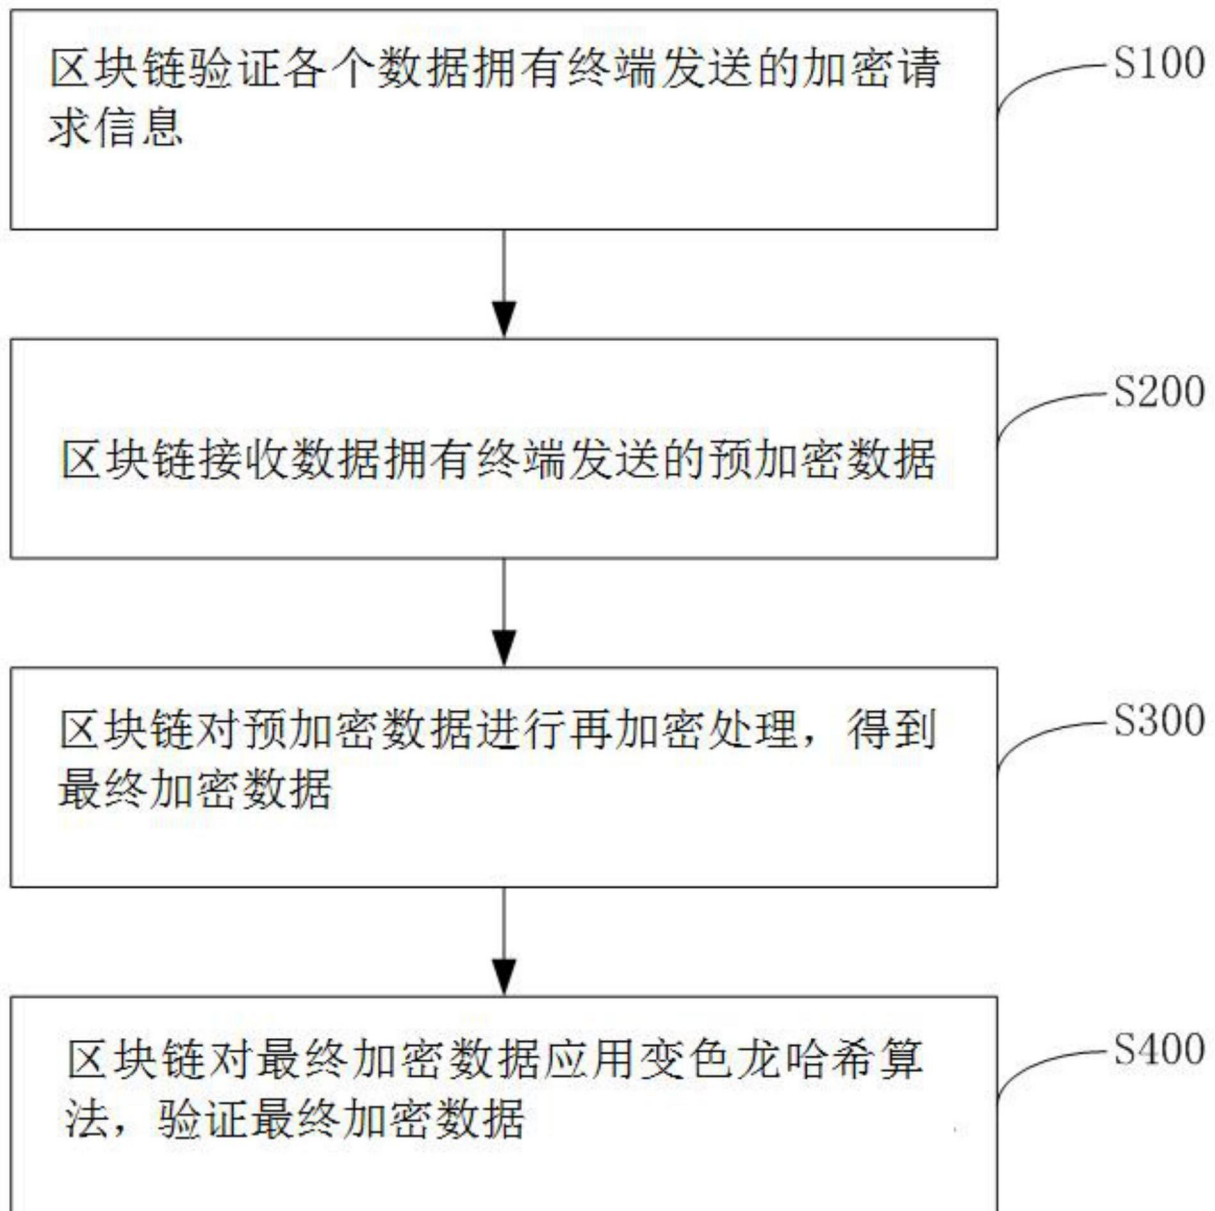 区块链验证各个数据拥有终端发送的加密请
求信息
S100
区块链接收数据拥有终端发送的预加密数据
S200
区块链对预加密数据进行再加密处理，得到
最终加密数据
S300
区块链对最终加密数据应用变色龙哈希算
法，验证最终加密数据
S400